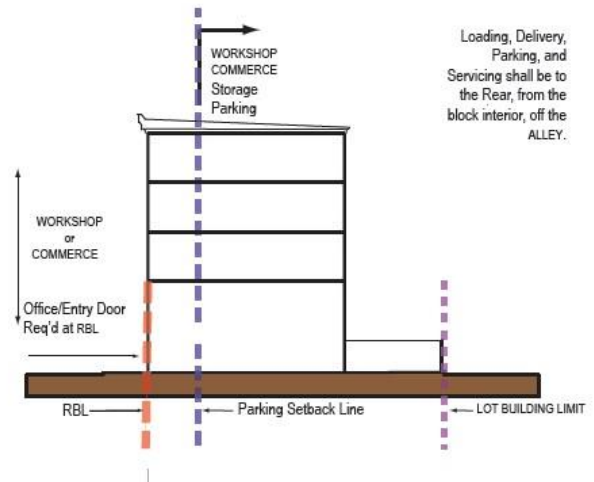 WORKSHOP
COMMERCE
Storage
Parking
Loading, Delivery,
Parking, and
Servicing shall be to
the Rear, from the
block interior, off the
ALLEY.
WORKSHOP
or
COMMERCE
Office/Entry Door
Req'd at RBL
RBL
Parking Setback Line
LOT BUILDING LIMIT